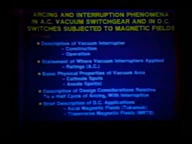 ARCING AND INTERRUPTION PHENOMENA
IN A.C. VACUUM SWITCHGEAR AND IN D.C.
SWITCHES SUBJECTED TO MAGNETIC FIELDS
• Description of Vacuum Interrupter
- Construction
- Operation
• Statement of Where Vacuum Interrupters Applied
- Ratings (A.C.)
• Basic Physical Properties of Vacuum Arcs
- Cathode Spots
- Anode Spot(s)
• Description of Design Considerations Relative
To a Half Cycle of Arcing, With Interruption
• Brief Description of D.C. Applications
- Axial Magnetic Fields (Tokamak)
- Transverse Magnetic Fields